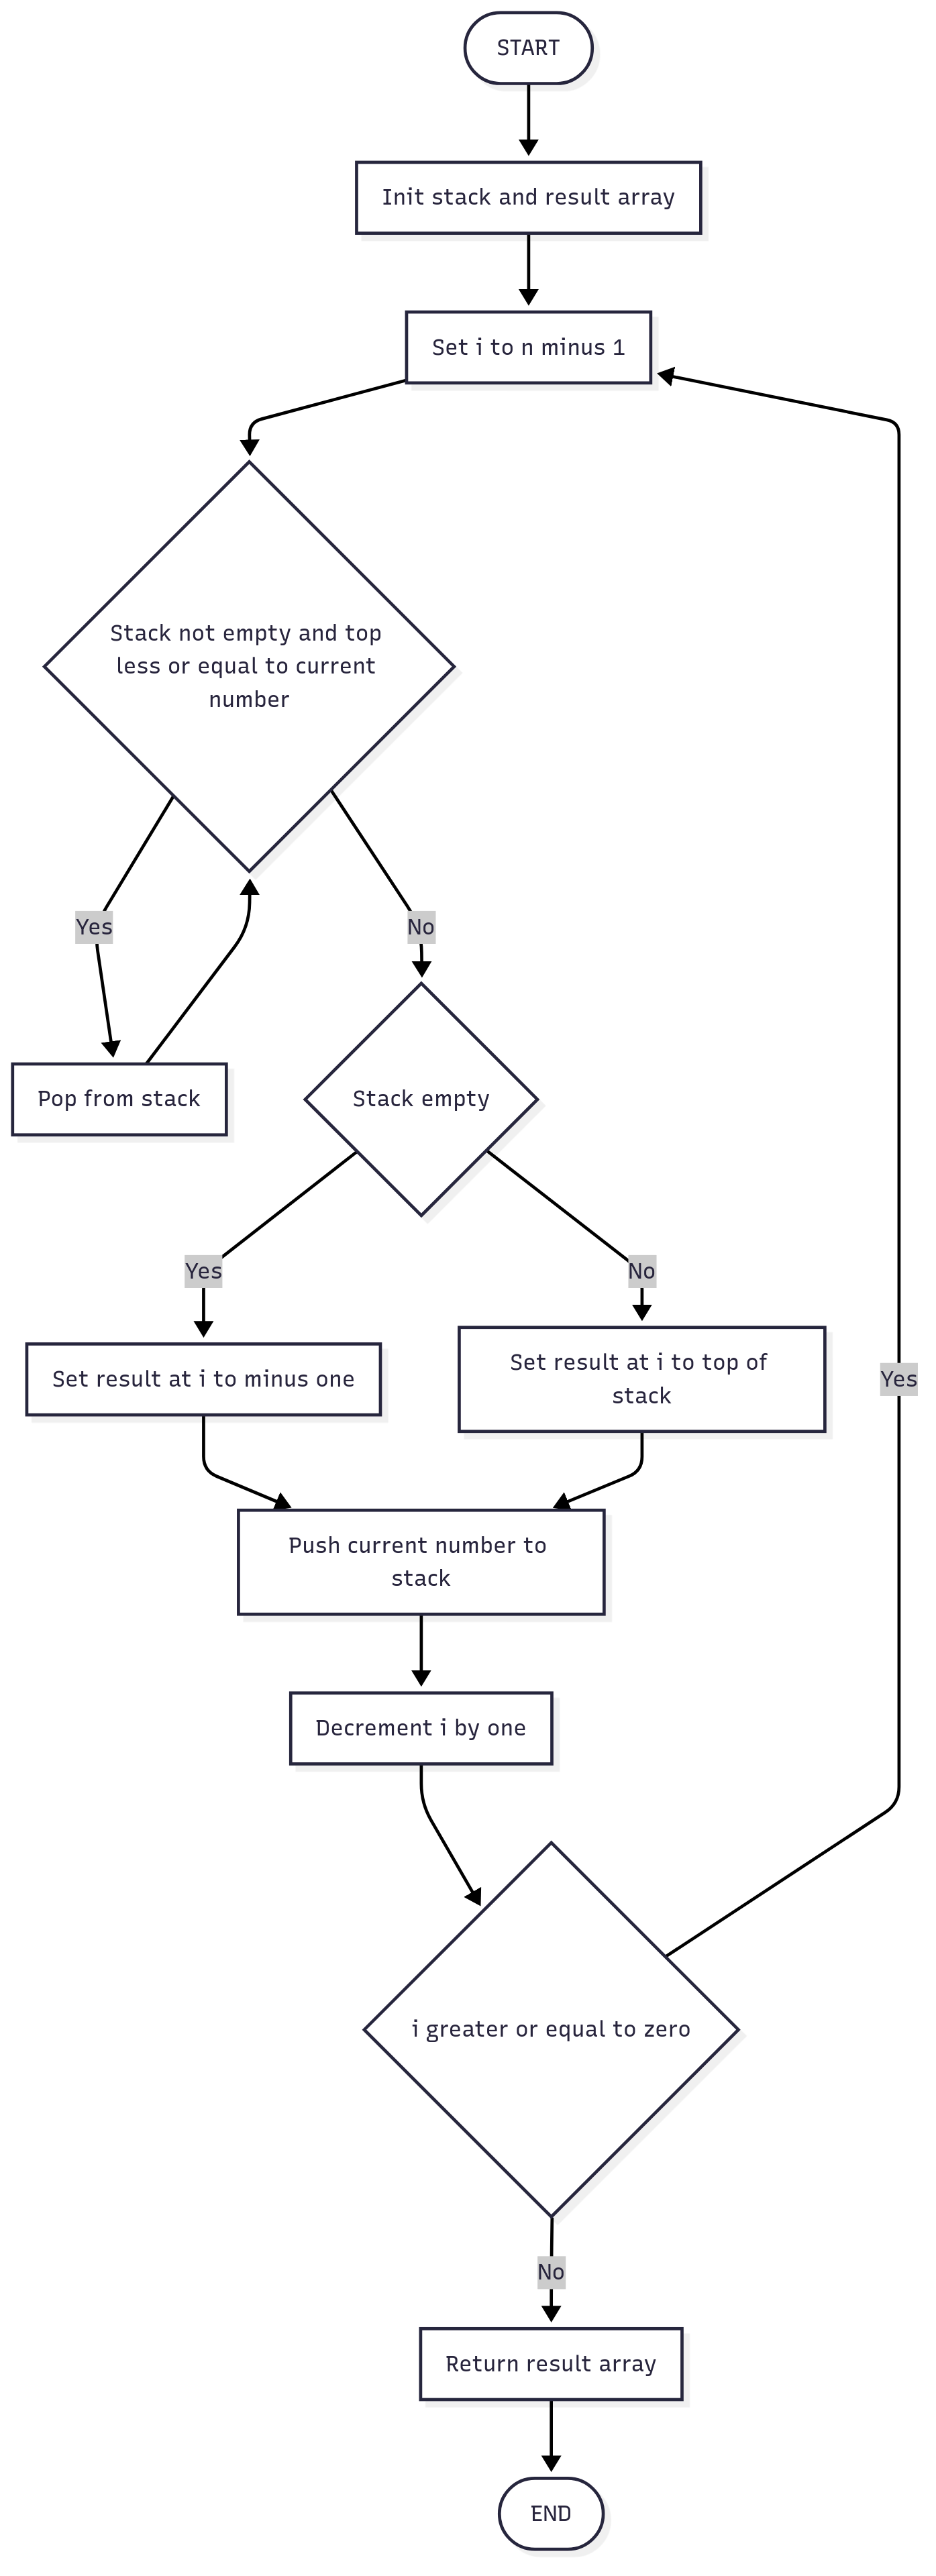 START
Init stack and result array
Set i to n minus 1
Stack not empty and top
less or equal to current
number
Yes
No
Pop from stack
Stack empty
Yes
No
Set result at i to minus one
Set result at i to top of
stack
Yes
Push current number to
stack
Decrement i by one
i greater or equal to zero
No
Return result array
END